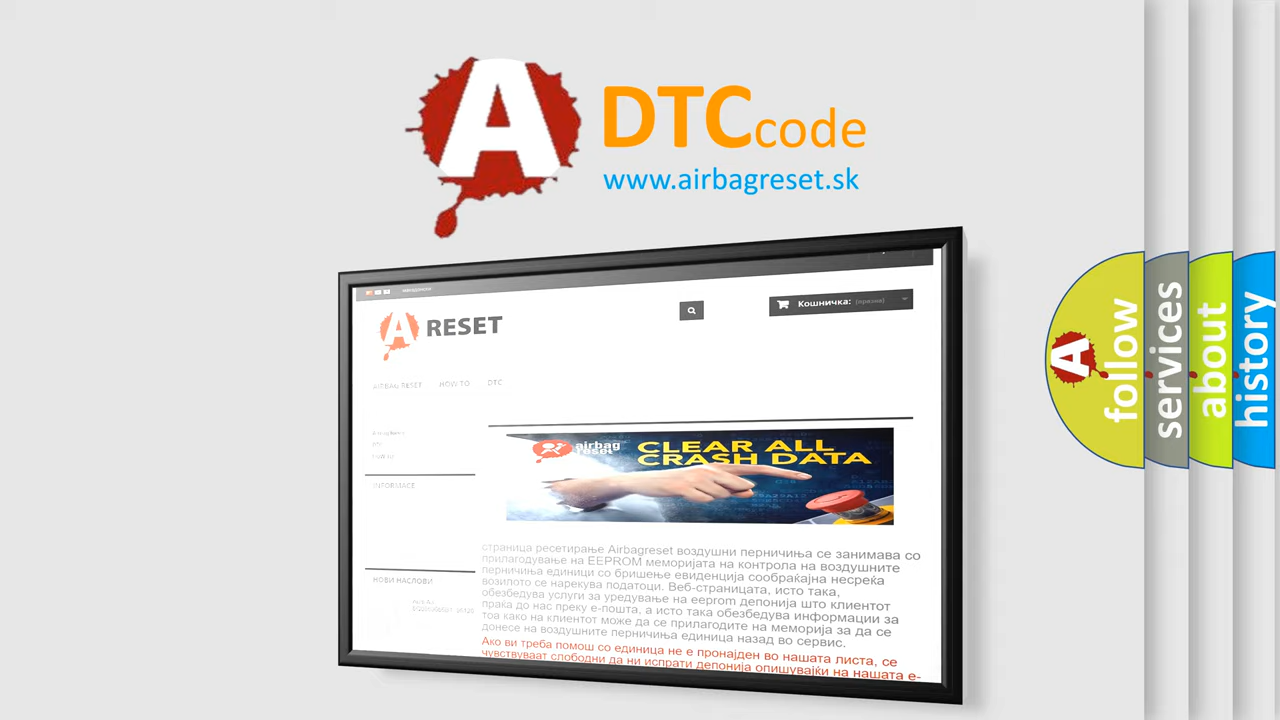 A DTC code
www.airbagreset.sk
Кошничка: (празни)
A RESET
AIRBAG RESET HOW TO DTC
airbag
reset
CLEAR ALL
CRASH DATA
INFORMACE
страница ресетирање Airbagreset воздушни перничиња се занимава со
прилагодување на EEPROM меморијата на контрола на воздушните
перничиња единици со бришење евиденција сообраќајна несреќа
возилото се нарекува податоци. Веб-страницата, исто така,
обезбедува услуги за уредување на eeprom депонија што клиентот
праќа до нас преку е-пошта, а исто така обезбедува информации за
тоа како на клиентот може да се прилагодите на меморија за да се
донесе на воздушните перничиња единица назад во сервис.
Ако ви треба помош со единица не е пронајден во нашата листа, се
чувствуваат слободни да ни испрати депонија опишувајќи на нашата е-
НОВИ НАСЛОВИ
A follow
services
about
history